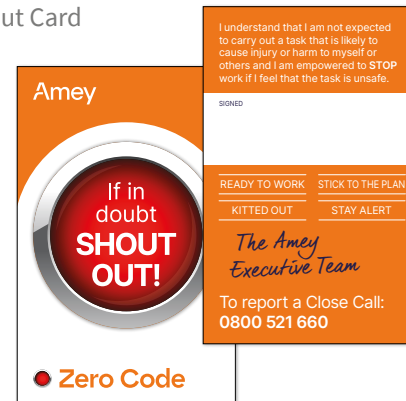 ut Card
Amey
If in
doubt
SHOUT
OUT!
Zero Code
I understand that I am not expected
to carry out a task that is likely to
cause injury or harm to myself or
others and I am empowered to STOP
work if I feel that the task is unsafe.
SIGNED
READY TO WORK STICK TO THE PLAN
KITTED OUT STAY ALERT
The Amey
Executive Team
To report a Close Call:
0800 521 660